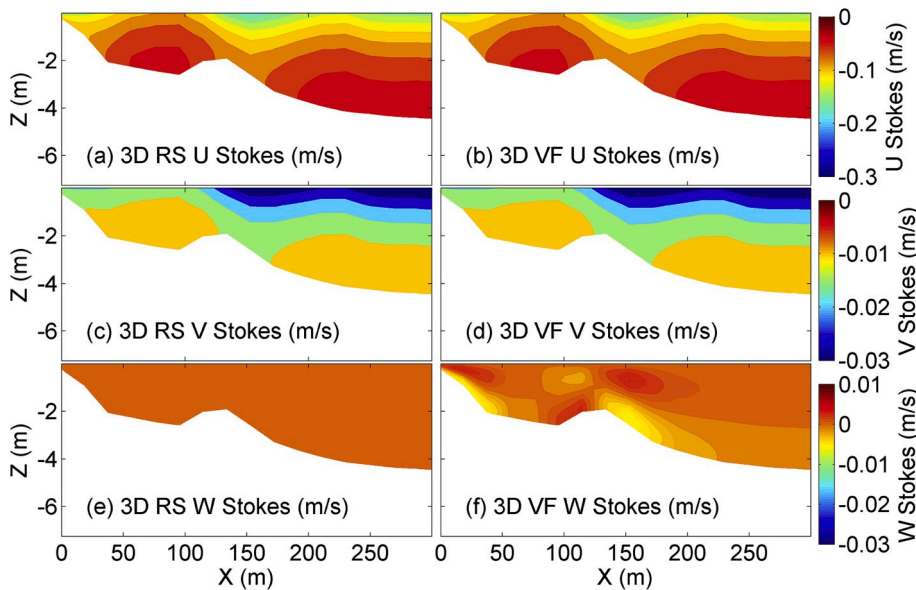 0
-2
-4
-6
Z (m)
(a) 3D RS U Stokes (m/s)
(b) 3D VF U Stokes (m/s)
0
-0.1
-0.2
-0.3
U Stokes (m/s)
-2
-4
-6
Z (m)
(c) 3D RS V Stokes (m/s)
(d) 3D VF V Stokes (m/s)
0
-0.01
-0.02
-0.03
V Stokes (m/s)
-2
-4
-6
Z (m)
(e) 3D RS W Stokes (m/s)
(f) 3D VF W Stokes (m/s)
0.01
0
-0.01
-0.02
-0.03
W Stokes (m/s)
0 50 100 150 200 250
X (m)
0 50 100 150 200 250
X (m)